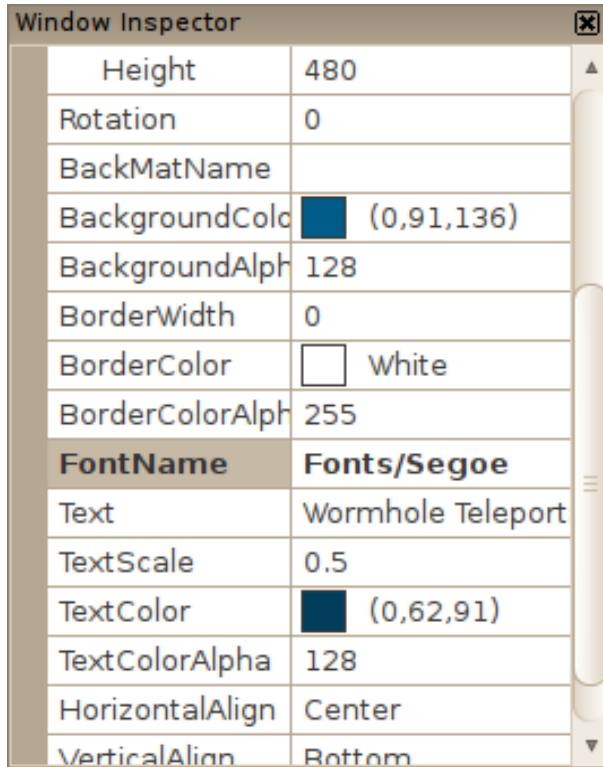 Window Inspector
Height 480
Rotation 0
BackMatName
BackgroundColo (0,91,136)
BackgroundAlph 128
BorderWidth 0
BorderColor White
BorderColorAlph 255
FontName Fonts/Segoe
Text Wormhole Teleport
TextScale 0.5
TextColor (0,62,91)
TextColorAlpha 128
HorizontalAlign Center
VerticalAlign Bottom